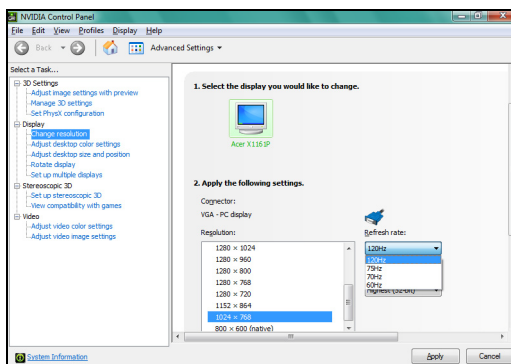 NVIDIA Control Panel
File Edit View Profiles Display Help
Back Advanced Settings
Select a Task...
3D Settings
Adjust image settings with preview
Manage 3D settings
Set PhysX configuration
Display
Change resolution
Adjust desktop color settings
Adjust desktop size and position
Rotate display
Set up multiple displays
Stereoscopic 3D
Set up stereoscopic 3D
View compatibility with games
Video
Adjust video color settings
Adjust video image settings
System Information
1. Select the display you would like to change.
Acer X1161P
2. Apply the following settings.
Connector:
VGA - PC display
Resolution:
1280 × 1024
1280 × 960
1280 × 800
1280 × 768
1280 × 720
1152 × 864
1024 × 768
800 × 600 (native)
Refresh rate:
120Hz
120Hz
75Hz
70Hz
60Hz
Highest (32-bit)
Apply Cancel